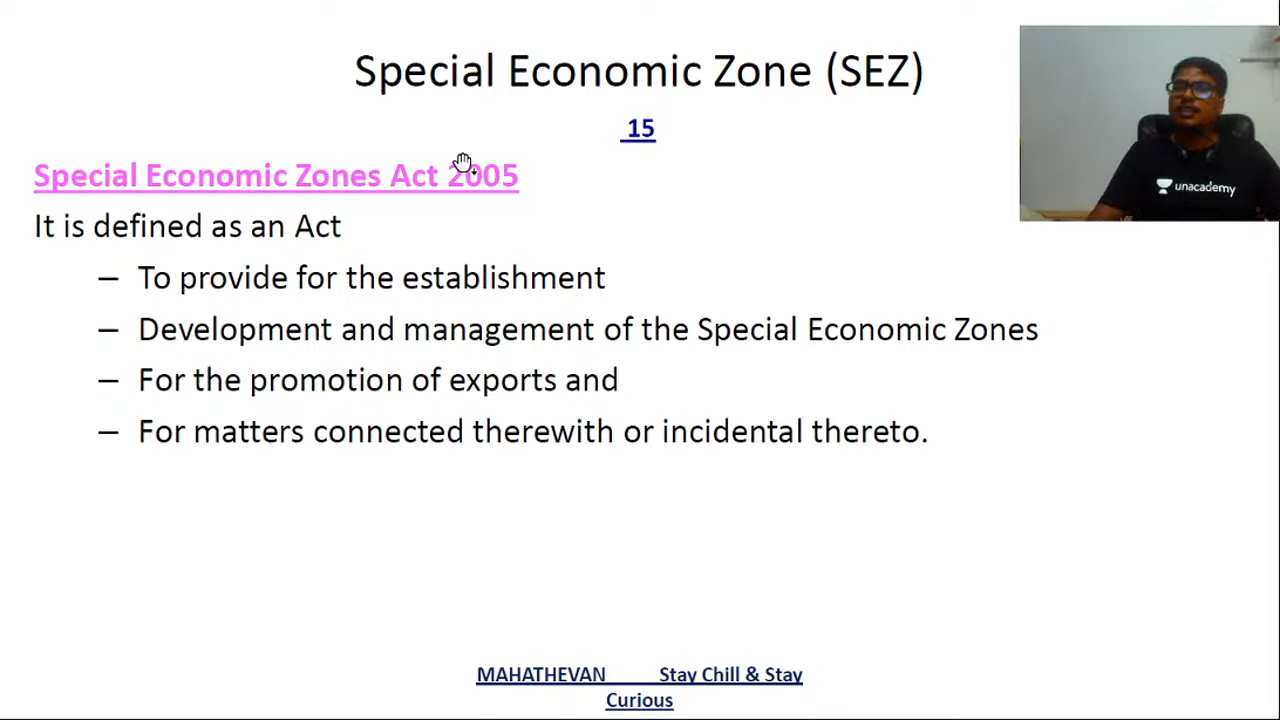 Special Economic Zone (SEZ)
15
unacademy
Special Economic Zones Act 2005
It is defined as an Act
– To provide for the establishment
– Development and management of the Special Economic Zones
– For the promotion of exports and
– For matters connected therewith or incidental thereto.
MAHATHEVAN Stay Chill & Stay
Curious